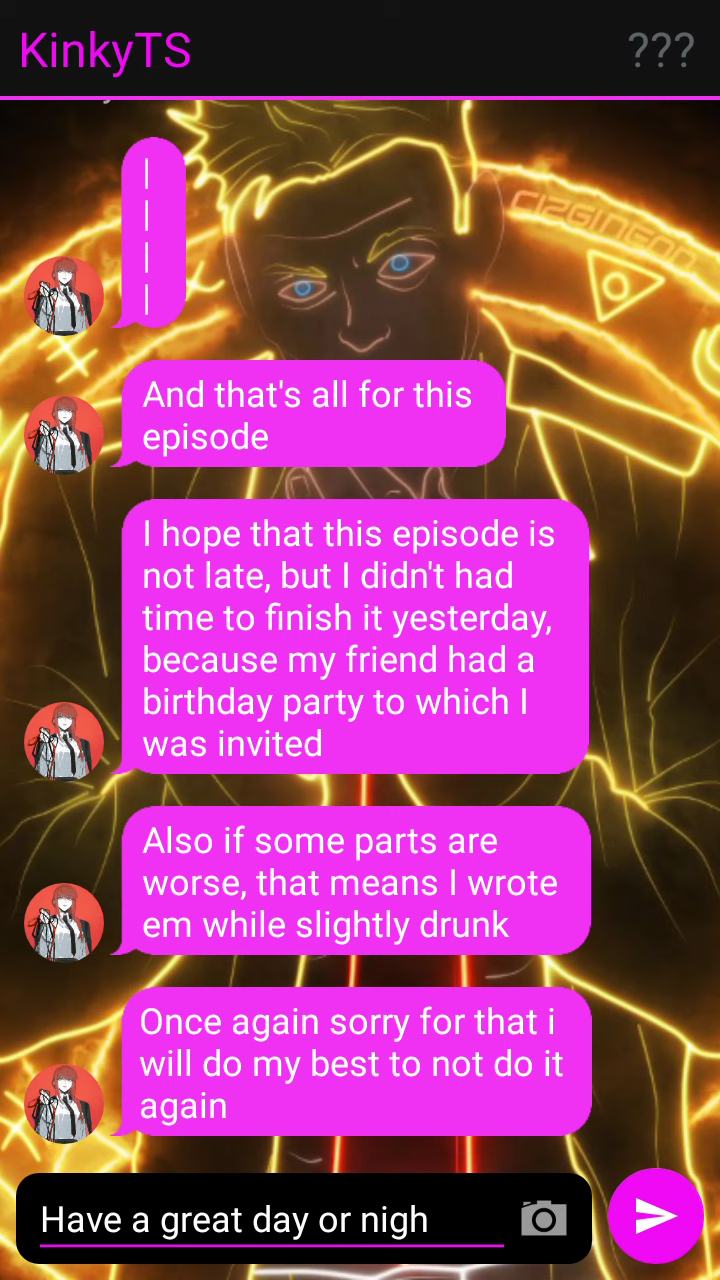 KinkyTS
???
|
|
|
|
And that's all for this
episode
I hope that this episode is
not late, but I didn't had
time to finish it yesterday,
because my friend had a
birthday party to which I
was invited
Also if some parts are
worse, that means I wrote
em while slightly drunk
Once again sorry for that i
will do my best to not do it
again
Have a great day or nigh